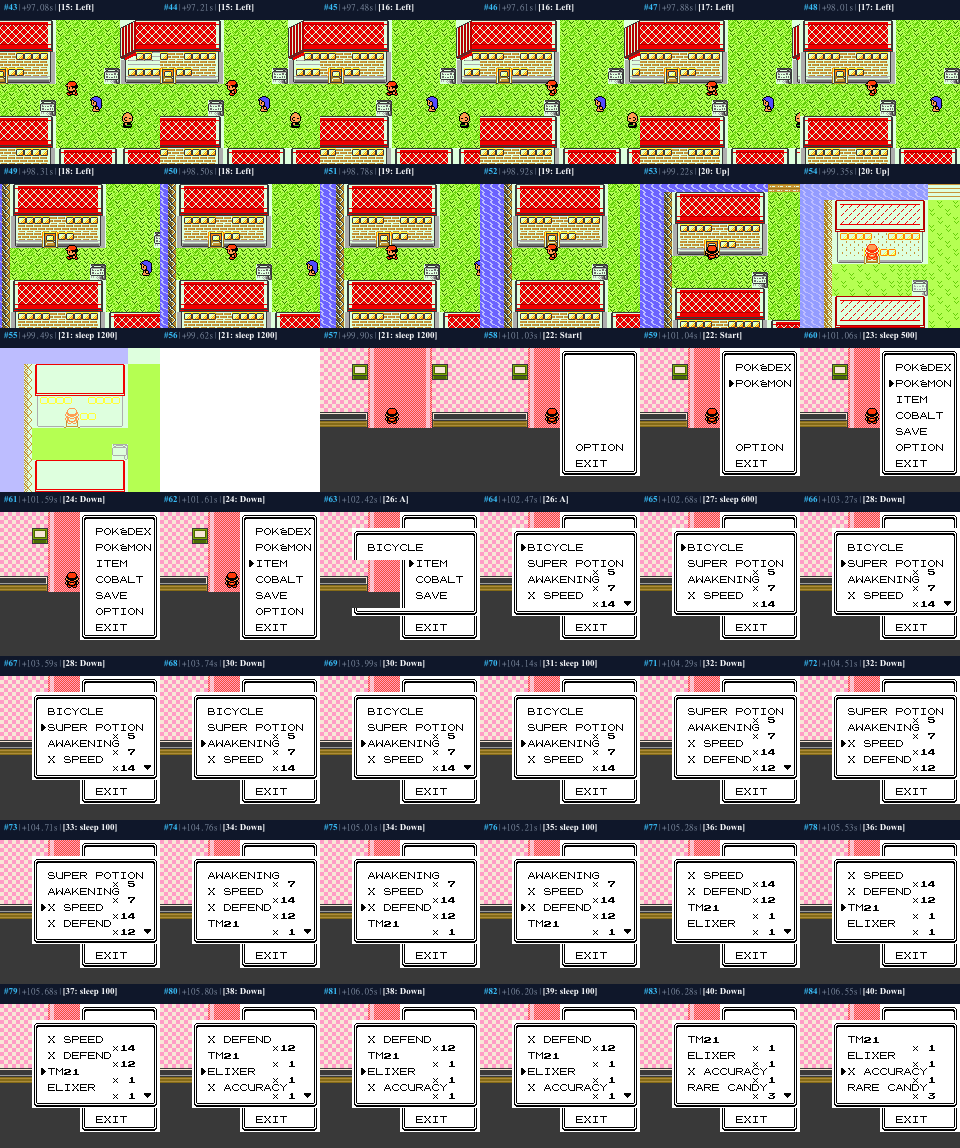 #43|+97.08s|[15: Left] #44|+97.21s|[15: Left] #45|+97.48s|[16: Left] #46|+97.61s|[16: Left] #47|+97.88s|[17: Left] #48|+98.01s|[17: Left]
#49|+98.31s|[18: Left] #50|+98.50s|[18: Left] #51|+98.78s|[19: Left] #52|+98.92s|[19: Left] #53|+99.22s|[20: Up] #54|+99.35s|[20: Up]
#55|+99.49s|[21: sleep 1200] #56|+99.62s|[21: sleep 1200] #57|+99.90s|[21: sleep 1200] #58|+101.03s|[22: Start] #59|+101.04s|[22: Start] #60|+101.06s|[23: sleep 500]
OPTION
EXIT
POKéDEX
▶POKéMON
OPTION
EXIT
POKéDEX
▶POKéMON
ITEM
COBALT
SAVE
OPTION
EXIT
#61|+101.59s|[24: Down] #62|+101.61s|[24: Down] #63|+102.42s|[26: A] #64|+102.47s|[26: A] #65|+102.68s|[27: sleep 600] #66|+103.27s|[28: Down]
POKéDEX
POKéMON
ITEM
COBALT
SAVE
OPTION
EXIT
POKéDEX
POKéMON
▶ITEM
COBALT
SAVE
OPTION
EXIT
BICYCLE
▶ITEM
COBALT
SAVE
EXIT
▶BICYCLE
SUPER POTION
× 5
AWAKENING
× 7
X SPEED
×14 ▼
EXIT
▶BICYCLE
SUPER POTION
× 5
AWAKENING
× 7
X SPEED
×14
EXIT
BICYCLE
▶SUPER POTION
× 5
AWAKENING
× 7
X SPEED
×14 ▼
EXIT
#67|+103.59s|[28: Down] #68|+103.74s|[30: Down] #69|+103.99s|[30: Down] #70|+104.14s|[31: sleep 100] #71|+104.29s|[32: Down] #72|+104.51s|[32: Down]
BICYCLE
▶SUPER POTION
× 5
AWAKENING
× 7
X SPEED
×14 ▼
EXIT
BICYCLE
SUPER POTION
× 5
▶AWAKENING
× 7
X SPEED
×14
EXIT
BICYCLE
SUPER POTION
× 5
▶AWAKENING
× 7
X SPEED
×14 ▼
EXIT
BICYCLE
SUPER POTION
× 5
▶AWAKENING
× 7
X SPEED
×14
EXIT
SUPER POTION
× 5
AWAKENING
× 7
X SPEED
×14
X DEFEND
×12 ▼
EXIT
SUPER POTION
× 5
AWAKENING
× 7
▶X SPEED
×14
X DEFEND
×12
EXIT
#73|+104.71s|[33: sleep 100] #74|+104.76s|[34: Down] #75|+105.01s|[34: Down] #76|+105.21s|[35: sleep 100] #77|+105.28s|[36: Down] #78|+105.53s|[36: Down]
SUPER POTION
× 5
AWAKENING
× 7
▶X SPEED
×14
X DEFEND
×12 ▼
EXIT
AWAKENING
× 7
X SPEED
×14
X DEFEND
×12
TM21
× 1 ▼
EXIT
AWAKENING
× 7
X SPEED
×14
▶X DEFEND
×12
TM21
× 1
EXIT
AWAKENING
× 7
X SPEED
×14
▶X DEFEND
×12
TM21
× 1 ▼
EXIT
X SPEED
×14
X DEFEND
×12
TM21
× 1
ELIXER
× 1
EXIT
X SPEED
×14
X DEFEND
×12
▶TM21
× 1
ELIXER
× 1 ▼
EXIT
#79|+105.68s|[37: sleep 100] #80|+105.80s|[38: Down] #81|+106.05s|[38: Down] #82|+106.20s|[39: sleep 100] #83|+106.28s|[40: Down] #84|+106.55s|[40: Down]
X SPEED
×14
X DEFEND
×12
▶TM21
× 1
ELIXER
× 1 ▼
EXIT
X DEFEND
×12
TM21
× 1
▶ELIXER
× 1
X ACCURACY
× 1 ▼
EXIT
X DEFEND
×12
TM21
× 1
▶ELIXER
× 1
X ACCURACY
× 1
EXIT
X DEFEND
×12
TM21
× 1
▶ELIXER
× 1
X ACCURACY
× 1 ▼
EXIT
TM21
× 1
ELIXER
× 1
X ACCURACY
× 1
RARE CANDY
× 3 ▼
EXIT
TM21
× 1
ELIXER
× 1
▶X ACCURACY
× 1
RARE CANDY
× 3
EXIT